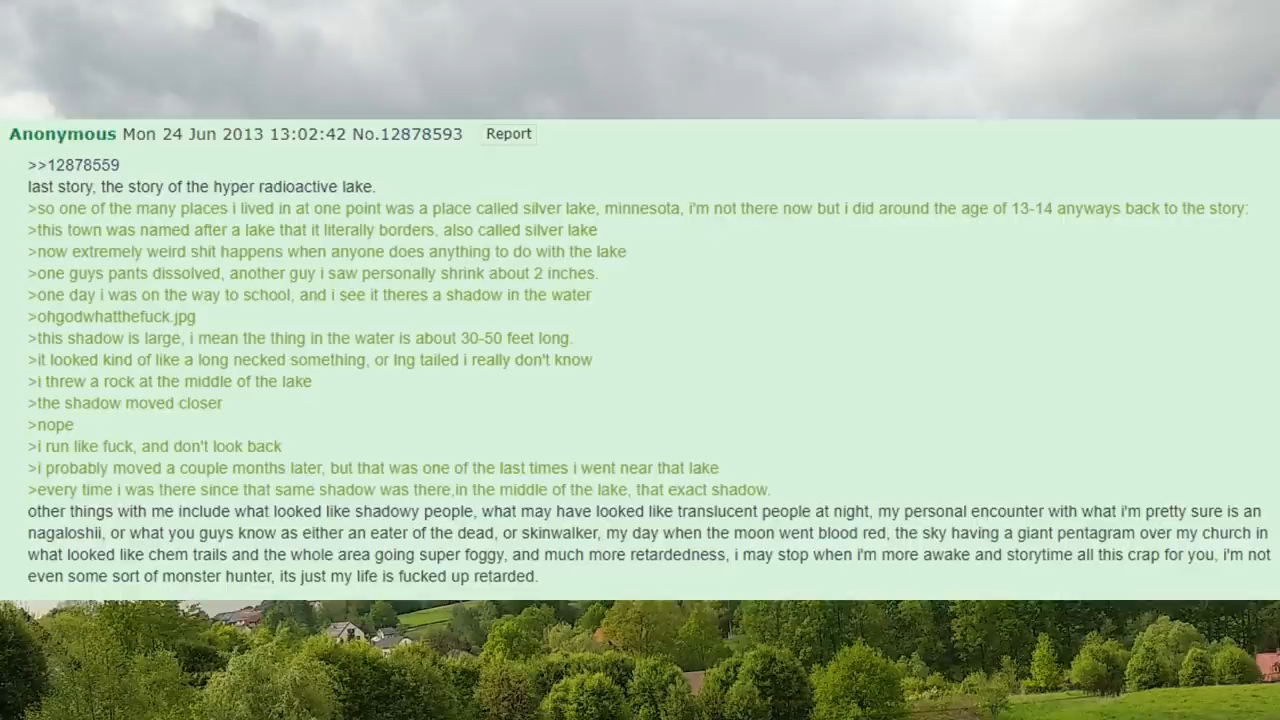 Anonymous Mon 24 Jun 2013 13:02:42 No.12878593 Report
>>12878559
last story, the story of the hyper radioactive lake.
>so one of the many places i lived in at one point was a place called silver lake, minnesota, i'm not there now but i did around the age of 13-14 anyways back to the story:
>this town was named after a lake that it literally borders, also called silver lake
>now extremely weird shit happens when anyone does anything to do with the lake
>one guys pants dissolved, another guy i saw personally shrink about 2 inches.
>one day i was on the way to school, and i see it theres a shadow in the water
>ohgodwhatthefuck.jpg
>this shadow is large, i mean the thing in the water is about 30-50 feet long.
>it looked kind of like a long necked something, or lng tailed i really don't know
>i threw a rock at the middle of the lake
>the shadow moved closer
>nope
>i run like fuck, and don't look back
>i probably moved a couple months later, but that was one of the last times i went near that lake
>every time i was there since that same shadow was there,in the middle of the lake, that exact shadow.
other things with me include what looked like shadowy people, what may have looked like translucent people at night, my personal encounter with what i'm pretty sure is an
nagaloshii, or what you guys know as either an eater of the dead, or skinwalker, my day when the moon went blood red, the sky having a giant pentagram over my church in
what looked like chem trails and the whole area going super foggy, and much more retardedness, i may stop when i'm more awake and storytime all this crap for you, i'm not
even some sort of monster hunter, its just my life is fucked up retarded.